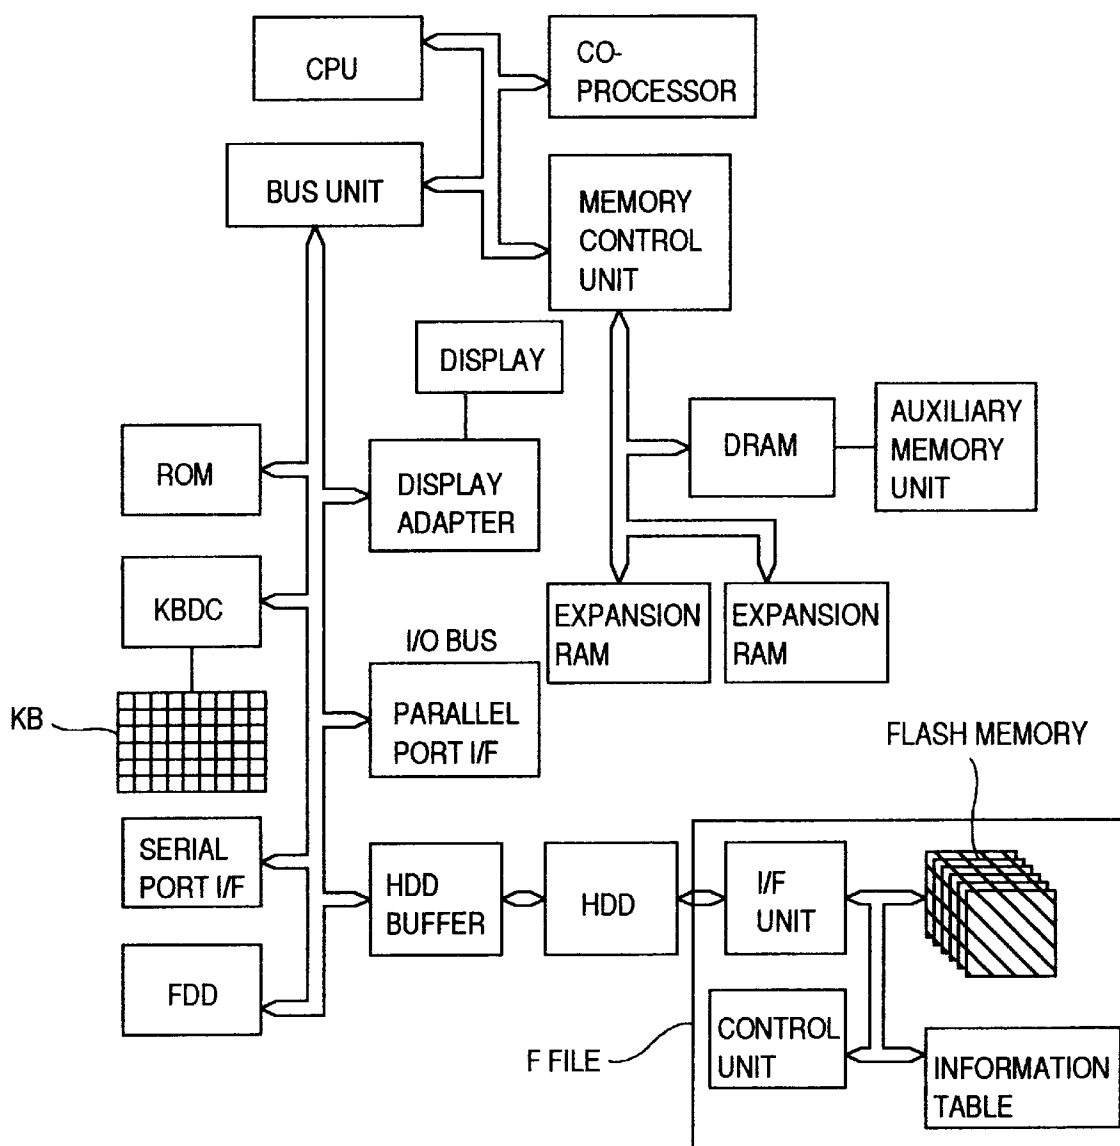 CPU
CO-
PROCESSOR
BUS UNIT
MEMORY
CONTROL
UNIT
DISPLAY
ROM
DISPLAY
ADAPTER
DRAM
AUXILIARY
MEMORY
UNIT
KBDC
EXPANSION
RAM
EXPANSION
RAM
I/O BUS
KB
PARALLEL
PORT I/F
FLASH MEMORY
SERIAL
PORT I/F
HDD
BUFFER
HDD
I/F
UNIT
FDD
F FILE
CONTROL
UNIT
INFORMATION
TABLE